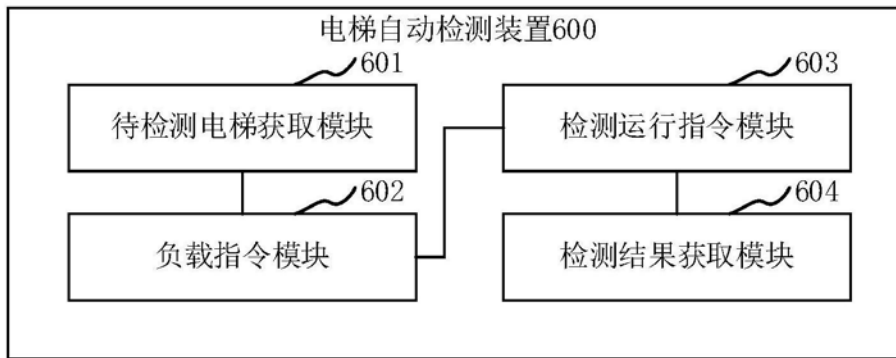 电梯自动检测装置600
601
待检测电梯获取模块
602
负载指令模块
603
检测运行指令模块
604
检测结果获取模块